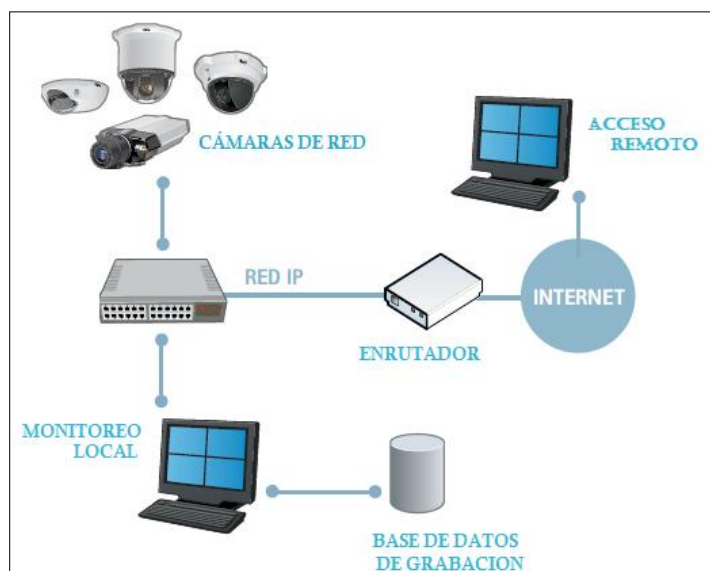 CÁMARAS DE RED
ACCESO
REMOTO
RED IP
INTERNET
ENRUTADOR
MONITOREO
LOCAL
BASE DE DATOS
DE GRABACION